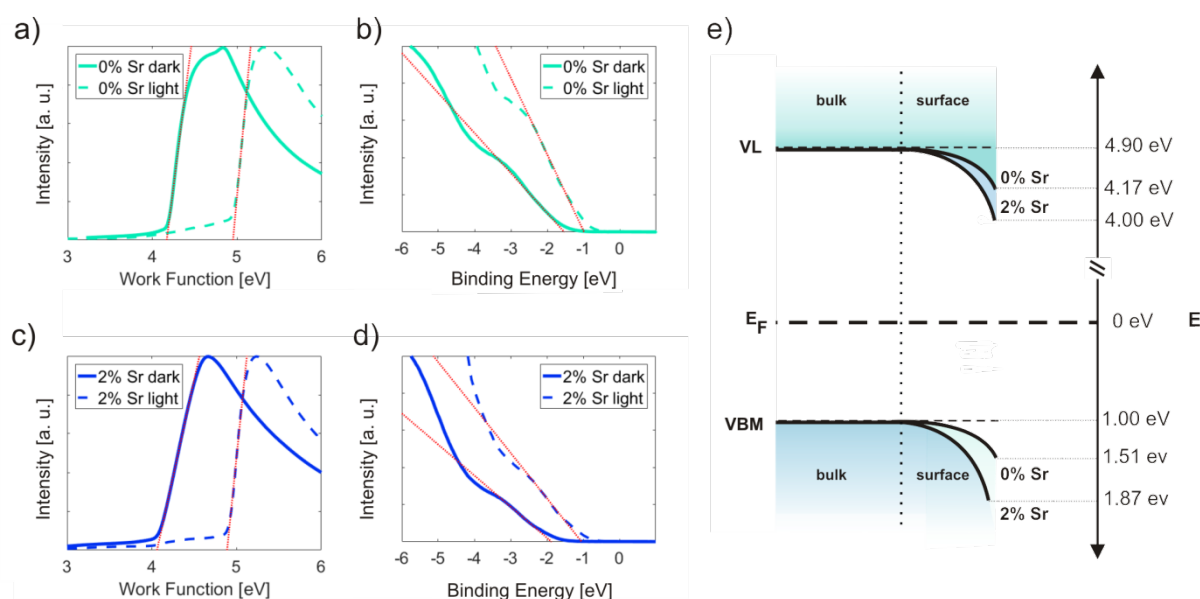 a)
Intensity [a. u.]
0% Sr dark
0% Sr light
3 4 5 6
Work Function [eV]
b)
Intensity [a. u.]
0% Sr dark
0% Sr light
-6 -5 -4 -3 -2 -1 0
Binding Energy [eV]
c)
Intensity [a. u.]
2% Sr dark
2% Sr light
3 4 5 6
Work Function [eV]
d)
Intensity [a. u.]
2% Sr dark
2% Sr light
-6 -5 -4 -3 -2 -1 0
Binding Energy [eV]
e)
bulk surface
VL
4.90 eV
0% Sr
4.17 eV
2% Sr
4.00 eV
EF
0 eV
E
VBM
1.00 eV
1.51 ev
bulk surface
0% Sr
1.87 ev
2% Sr